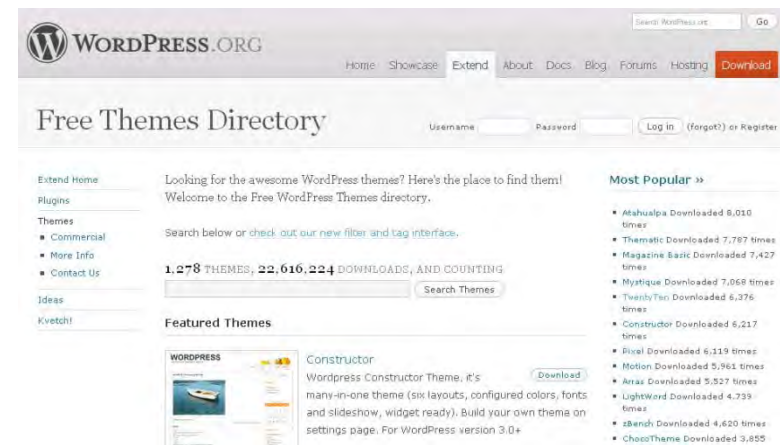 Search WordPress.org Go
WORDPRESS.ORG
Home Showcase Extend About Docs Blog Forums Hosting Download
Free Themes Directory
Username Password Log in (forgot?) or Register
Extend Home
Plugins
Themes
Commercial
More Info
Contact Us
Ideas
Kvetch!
Looking for the awesome WordPress themes? Here's the place to find them!
Welcome to the Free WordPress Themes directory.
Search below or check out our new filter and tag interface.
1,278 THEMES, 22,616,224 DOWNLOADS, AND COUNTING
Search Themes
Featured Themes
WORDPRESS
Constructor
Wordpress Constructor Theme, it's Download
many-in-one theme (six layouts, configured colors, fonts
and slideshow, widget ready). Build your own theme on
settings page. For WordPress version 3.0+
Most Popular »
Atahualpa Downloaded 8,010
times
Thematic Downloaded 7,787 times
Magazine Basic Downloaded 7,427
times
Mystique Downloaded 7,068 times
TwentyTen Downloaded 6,376
times
Constructor Downloaded 6,217
times
Pixel Downloaded 6,119 times
Motion Downloaded 5,961 times
Arras Downloaded 5,527 times
LightWord Downloaded 4,739
times
zBench Downloaded 4,620 times
ChocoTheme Downloaded 3,855